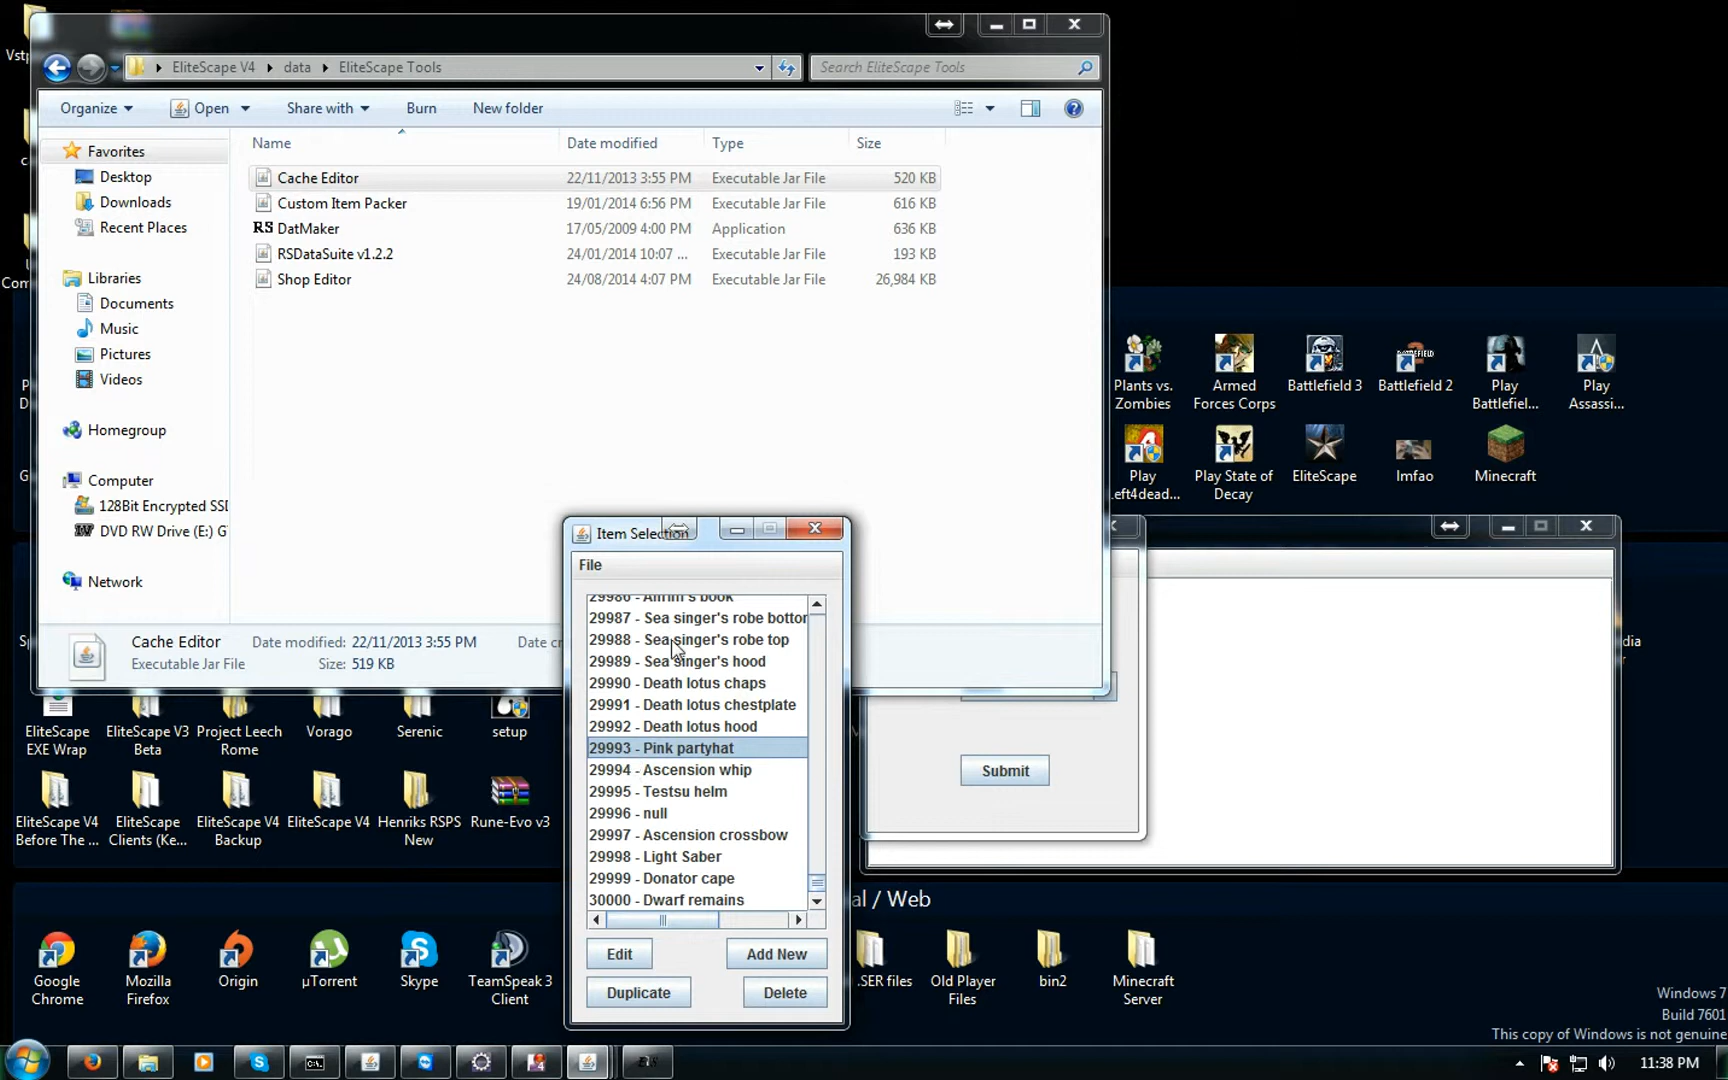 EliteScape V4 data EliteScape Tools
Search EliteScape Tools
Organize Open Share with Burn New folder
Name Date modified Type Size
Favorites
Desktop
Downloads
Recent Places
Libraries
Documents
Music
Pictures
Videos
Homegroup
Computer
128Bit Encrypted SSD
DVD RW Drive (E:) G
Network
Cache Editor 22/11/2013 3:55 PM Executable Jar File 520 KB
Custom Item Packer 19/01/2014 6:56 PM Executable Jar File 616 KB
RS DatMaker 17/05/2009 4:00 PM Application 636 KB
RSDataSuite v1.2.2 24/01/2014 10:07 ... Executable Jar File 193 KB
Shop Editor 24/08/2014 4:07 PM Executable Jar File 26,984 KB
Cache Editor Date modified: 22/11/2013 3:55 PM
Executable Jar File Size: 519 KB
Item Selection
File
29987 - Sea singer's robe bottor
29988 - Sea singer's robe top
29989 - Sea singer's hood
29990 - Death lotus chaps
29991 - Death lotus chestplate
29992 - Death lotus hood
29993 - Pink partyhat
29994 - Ascension whip
29995 - Testsu helm
29996 - null
29997 - Ascension crossbow
29998 - Light Saber
29999 - Donator cape
30000 - Dwarf remains
Edit Add New
Duplicate Delete
Submit
Plants vs.
Zombies
Armed
Forces Corps
Battlefield 3
Battlefield 2
Play
Battlefiel...
Play
Assassi...
Play
Left4dead...
Play State of
Decay
EliteScape
lmfao
Minecraft
EliteScape
EXE Wrap
EliteScape V3
Beta
Project Leech
Rome
Vorago
Serenic
setup
EliteScape V4
Before The ...
EliteScape
Clients (Ke...
EliteScape V4
Backup
EliteScape V4
Henriks RSPS
New
Rune-Evo v3
al / Web
Google
Chrome
Mozilla
Firefox
Origin
µTorrent
Skype
TeamSpeak 3
Client
.SER files
Old Player
Files
bin2
Minecraft
Server
Windows 7
Build 7601
This copy of Windows is not genuine
11:38 PM